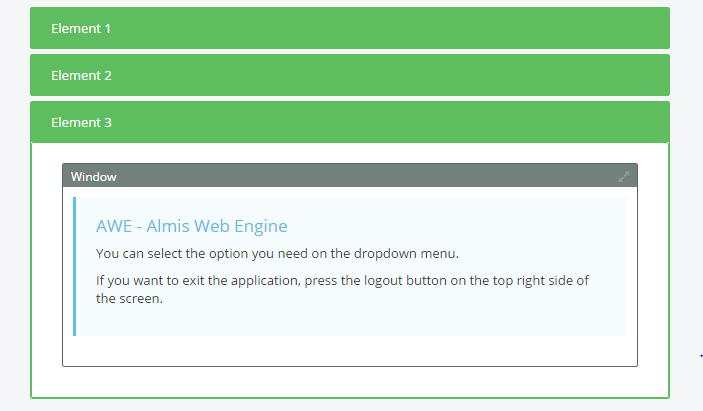 Element 1
Element 2
Element 3
Window
AWE - Almis Web Engine
You can select the option you need on the dropdown menu.
If you want to exit the application, press the logout button on the top right side of
the screen.